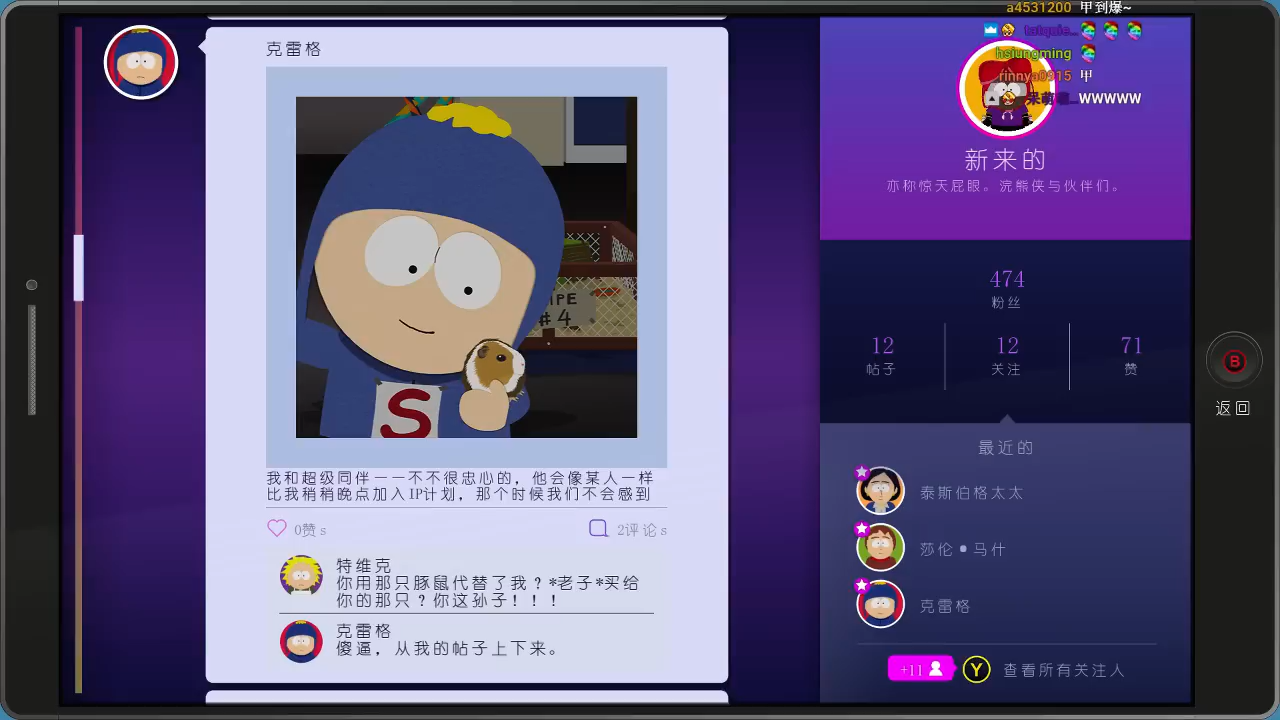 a4531200 甲到爆~
hsiungming
rinnya0915 甲
WWWWW
克雷格
IPE
#4
S
我和超级同伴——不不很忠心的，他会像某人一样
比我稍稍晚点加入IP计划，那个时候我们不会感到
0赞 s
2评论 s
特维克
你用那只豚鼠代替了我？*老子*买给
你的那只？你这孙子！！！
克雷格
傻逼，从我的帖子上下来。
新来的
亦称惊天屁眼。浣熊侠与伙伴们。
474
粉丝
12
帖子
12
关注
71
赞
最近的
泰斯伯格太太
莎伦•马什
克雷格
+11
Y
查看所有关注人
B
返回